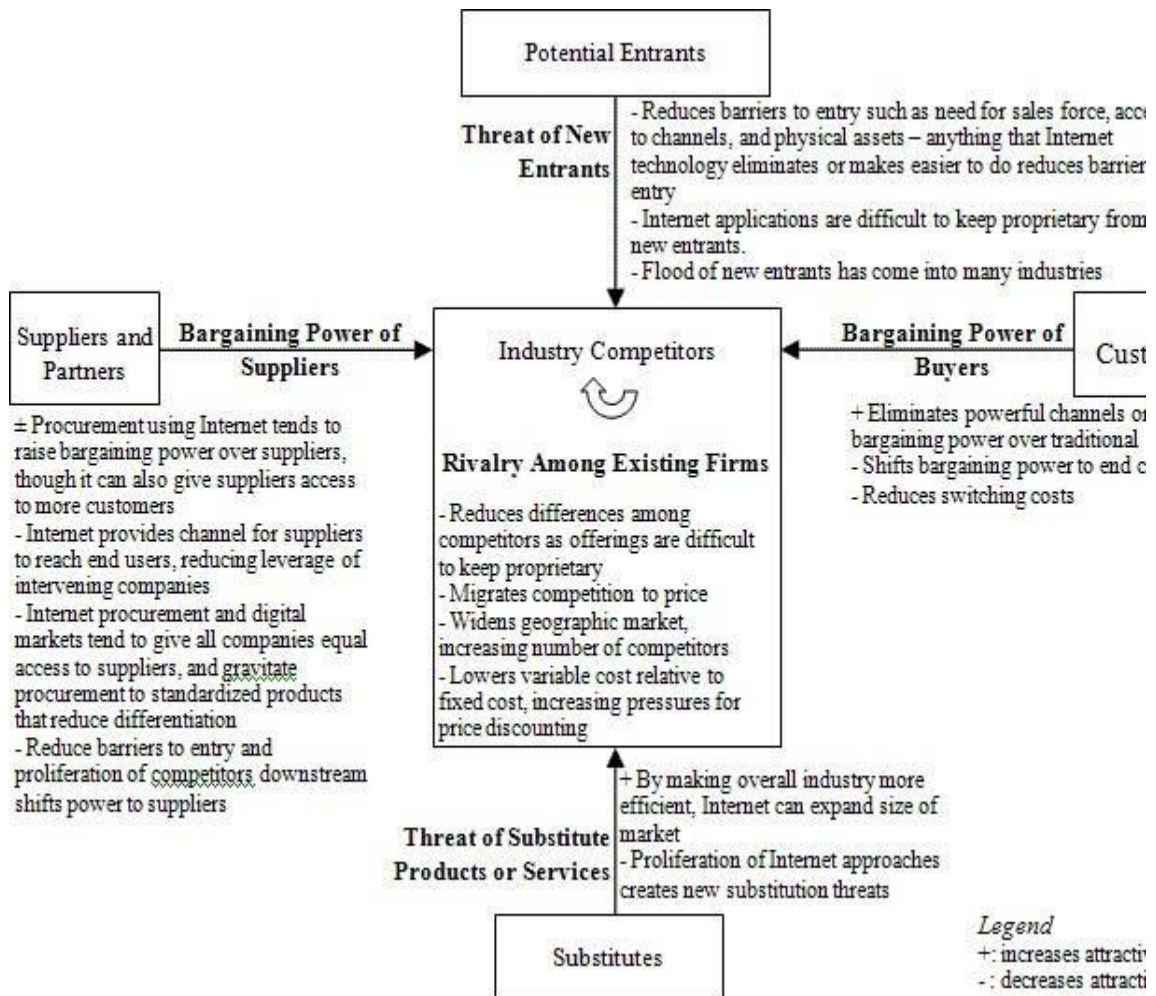 Potential Entrants
Threat of New
Entrants
- Reduces barriers to entry such as need for sales force,
to channels, and physical assets – anything that Internet
technology eliminates or makes easier to do reduces
entry
- Internet applications are difficult to keep proprietary from
new entrants.
- Flood of new entrants has come into many industries
Suppliers and
Partners
Bargaining Power of
Suppliers
± Procurement using Internet tends to
raise bargaining power over suppliers,
though it can also give suppliers access
to more customers
- Internet provides channel for suppliers
to reach end users, reducing leverage of
intervening companies
- Internet procurement and digital
markets tend to give all companies equal
access to suppliers, and gravitate
procurement to standardized products
that reduce differentiation
- Reduce barriers to entry and
proliferation of competitors downstream
shifts power to suppliers
Industry Competitors
Rivalry Among Existing Firms
- Reduces differences among
competitors as offerings are difficult
to keep proprietary
- Migrates competition to price
- Widens geographic market,
increasing number of competitors
- Lowers variable cost relative to
fixed cost, increasing pressures for
price discounting
Bargaining Power of
Buyers
+ Eliminates powerful channels
bargaining power over traditional
- Shifts bargaining power to end
- Reduces switching costs
Threat of Substitute
Products or Services
+ By making overall industry more
efficient, Internet can expand size of
market
- Proliferation of Internet approaches
creates new substitution threats
Substitutes
Legend
+: increases
- : decreases